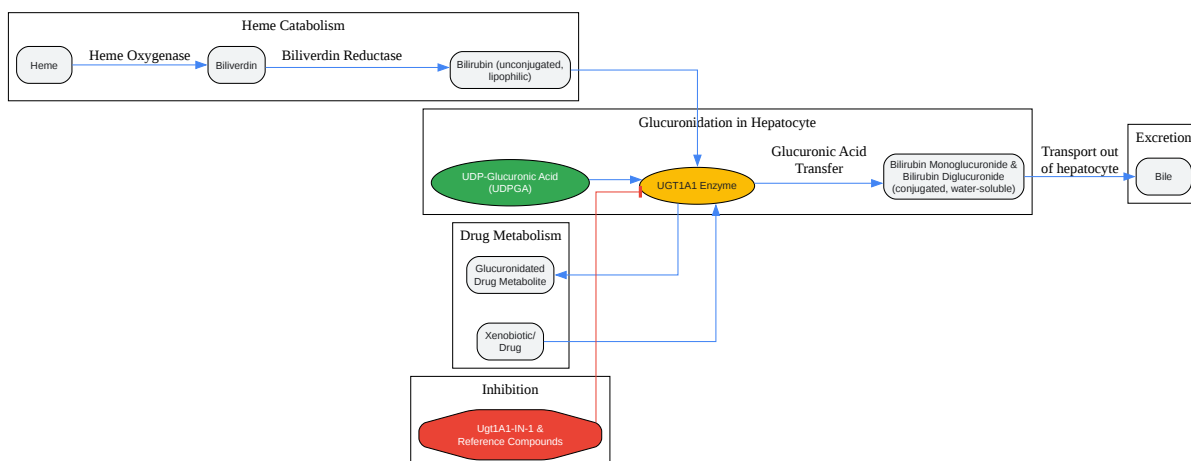 Heme Catabolism
Heme
Heme Oxygenase
Biliverdin
Biliverdin Reductase
Bilirubin (unconjugated,
lipophilic)
Glucuronidation in Hepatocyte
UDP-Glucuronic Acid
(UDPGA)
UGT1A1 Enzyme
Glucuronic Acid
Transfer
Bilirubin Monoglucuronide &
Bilirubin Diglucuronide
(conjugated, water-soluble)
Transport out
of hepatocyte
Excretion
Bile
Drug Metabolism
Glucuronidated
Drug Metabolite
Xenobiotic/
Drug
Inhibition
Ugt1A1-IN-1 &
Reference Compounds